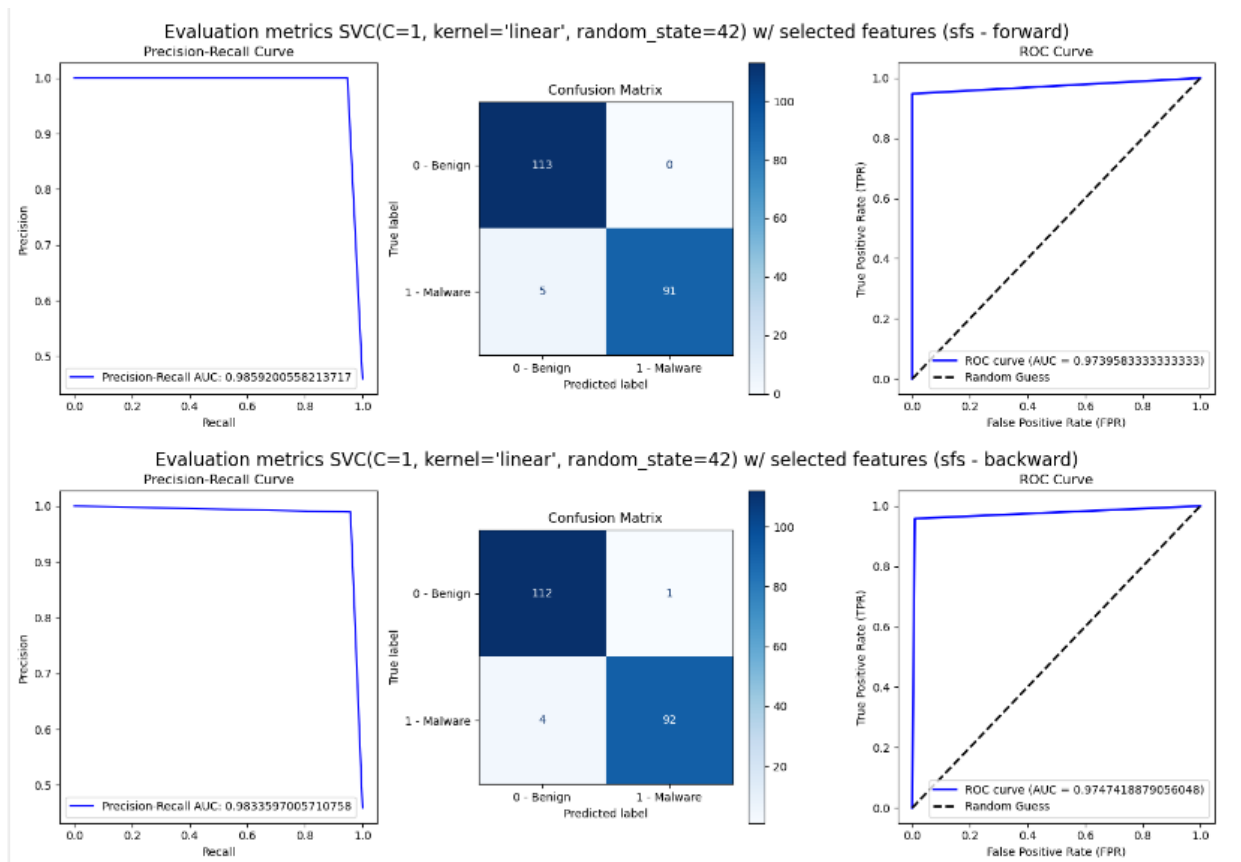 Evaluation metrics SVC(C=1, kernel='linear', random_state=42) w/ selected features (sfs - forward)
Precision-Recall Curve
1.0
0.9
0.8
0.7
0.6
0.5
Precision
0.0 0.2 0.4 0.6 0.8 1.0
Recall
Precision-Recall AUC: 0.9859200558213717
Confusion Matrix
True label
0 - Benign
1 - Malware
113 0
5 91
0 - Benign 1 - Malware
Predicted label
100
80
60
40
20
0
ROC Curve
True Positive Rate (TPR)
1.0
0.8
0.6
0.4
0.2
0.0
ROC curve (AUC = 0.9739583333333333)
Random Guess
0.0 0.2 0.4 0.6 0.8 1.0
False Positive Rate (FPR)
Evaluation metrics SVC(C=1, kernel='linear', random_state=42) w/ selected features (sfs - backward)
Precision-Recall Curve
1.0
0.9
0.8
0.7
0.6
0.5
Precision
0.0 0.2 0.4 0.6 0.8 1.0
Recall
Precision-Recall AUC: 0.9833597005710758
Confusion Matrix
True label
0 - Benign
1 - Malware
112 1
4 92
0 - Benign 1 - Malware
Predicted label
100
80
60
40
20
ROC Curve
True Positive Rate (TPR)
1.0
0.8
0.6
0.4
0.2
0.0
ROC curve (AUC = 0.9747418879056048)
Random Guess
0.0 0.2 0.4 0.6 0.8 1.0
False Positive Rate (FPR)